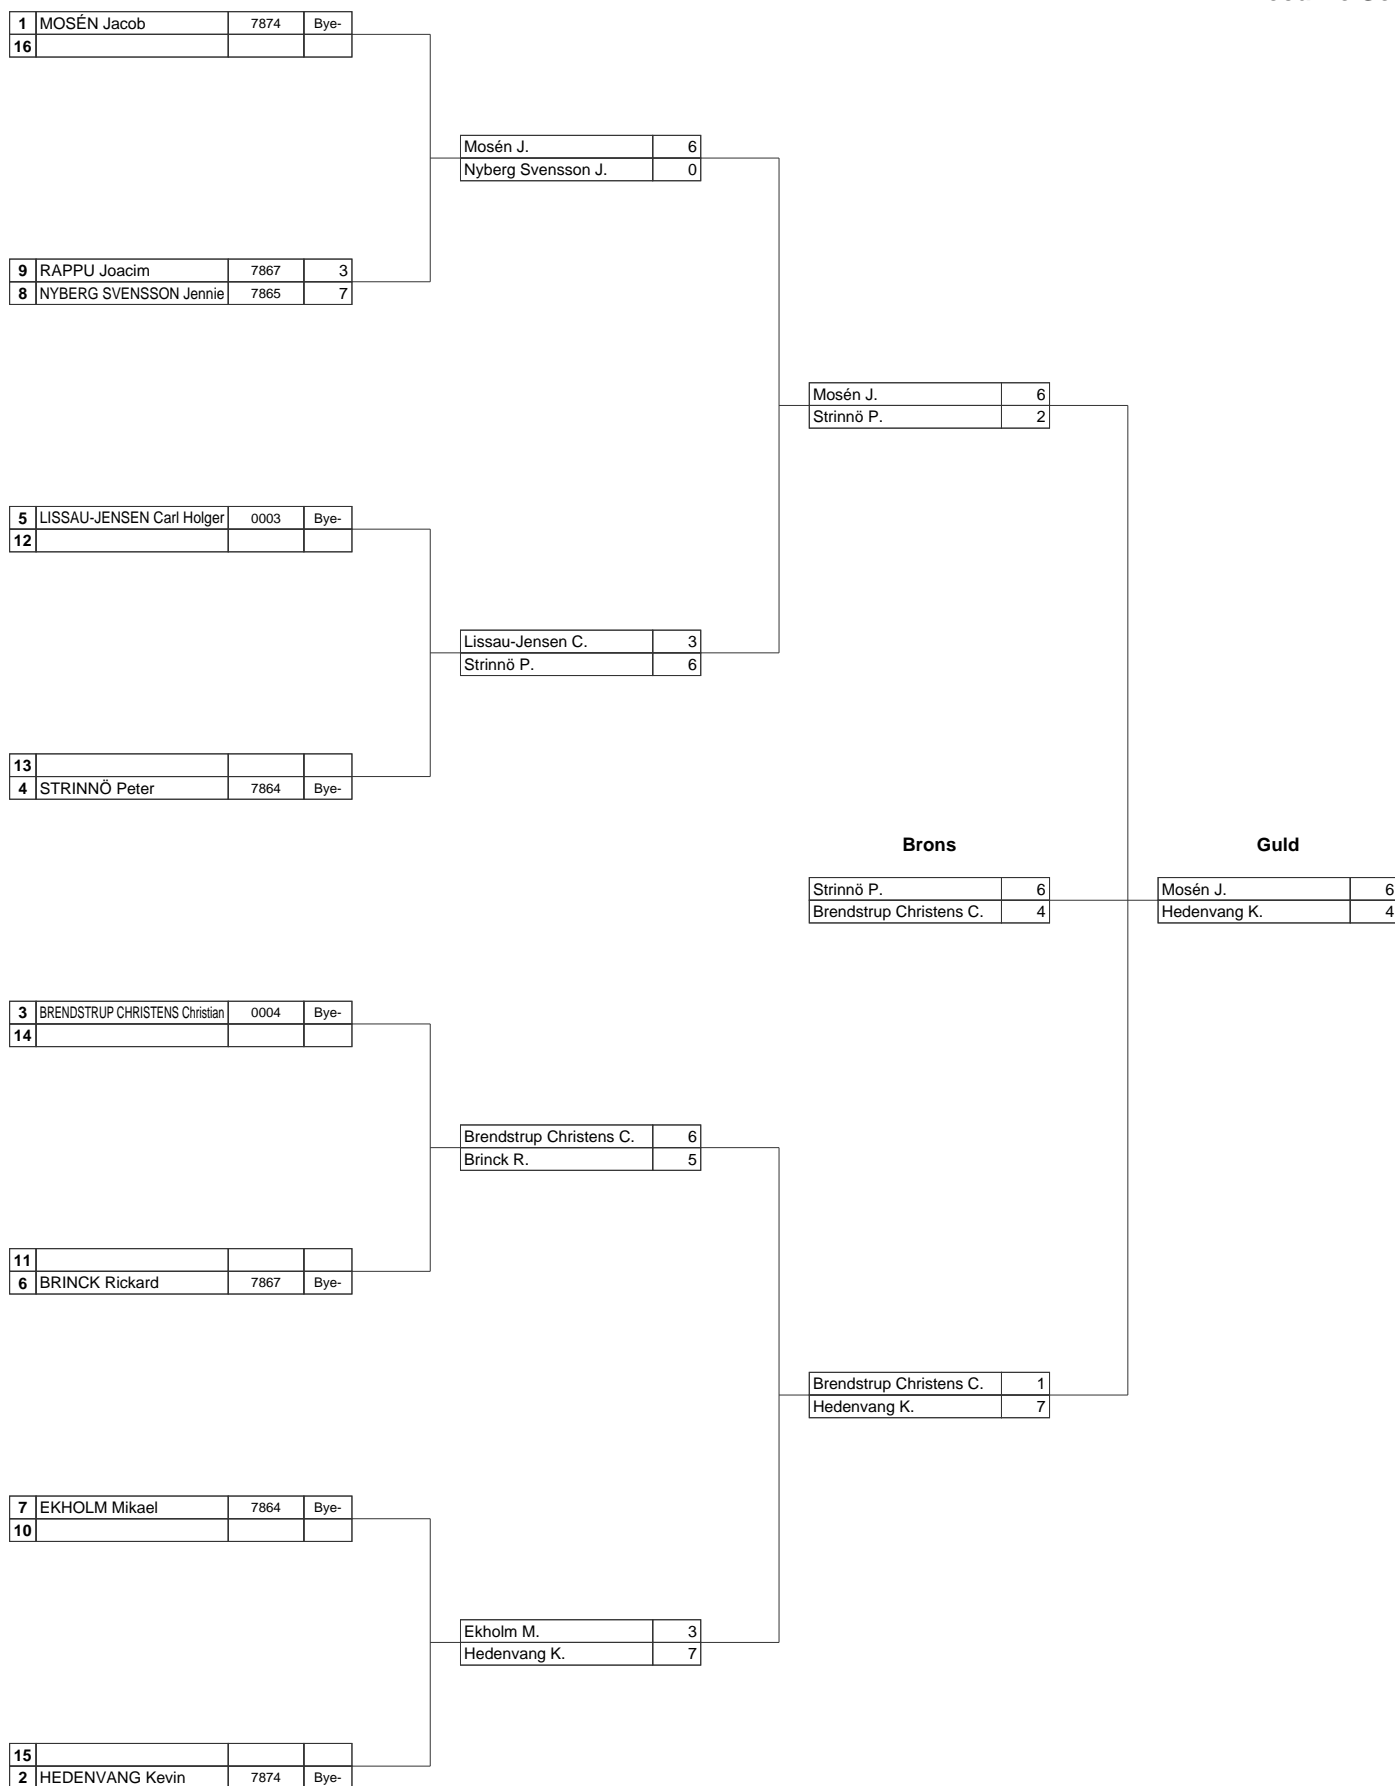 1 MOSÉN Jacob 7874 Bye-
16
Mosén J. 6
Nyberg Svensson J. 0
9 RAPPU Joacim 7867 3
8 NYBERG SVENSSON Jennie 7865 7
Mosén J. 6
Strinnö P. 2
5 LISSAU-JENSEN Carl Holger 0003 Bye-
12
Lissau-Jensen C. 3
Strinnö P. 6
13
4 STRINNÖ Peter 7864 Bye-
Brons Guld
Strinnö P. 6 Mosén J. 6
Brendstrup Christens C. 4 Hedenvang K. 4
3 BRENDSTRUP CHRISTENS Christian 0004 Bye-
14
Brendstrup Christens C. 6
Brinck R. 5
11
6 BRINCK Rickard 7867 Bye-
Brendstrup Christens C. 1
Hedenvang K. 7
7 EKHOLM Mikael 7864 Bye-
10
Ekholm M. 3
Hedenvang K. 7
15
2 HEDENVANG Kevin 7874 Bye-